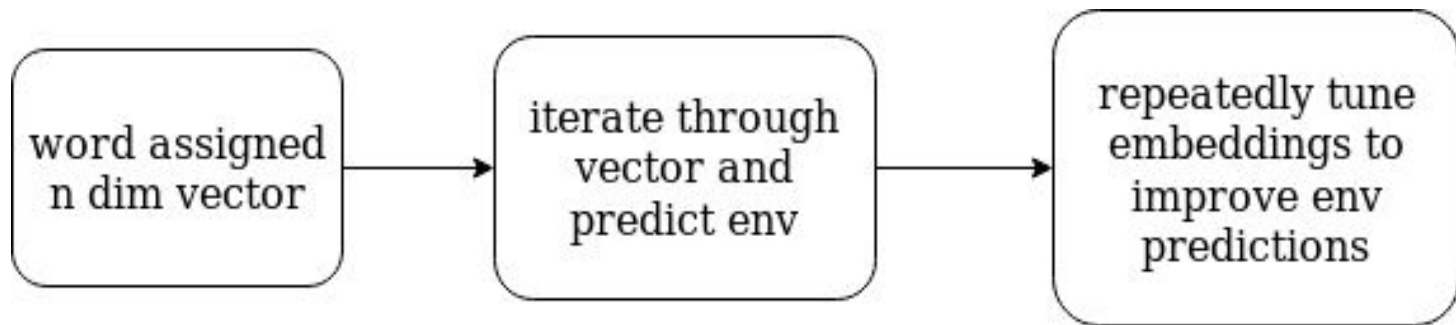 word assigned
n dim vector
iterate through
vector and
predict env
repeatedly tune
embeddings to
improve env
predictions